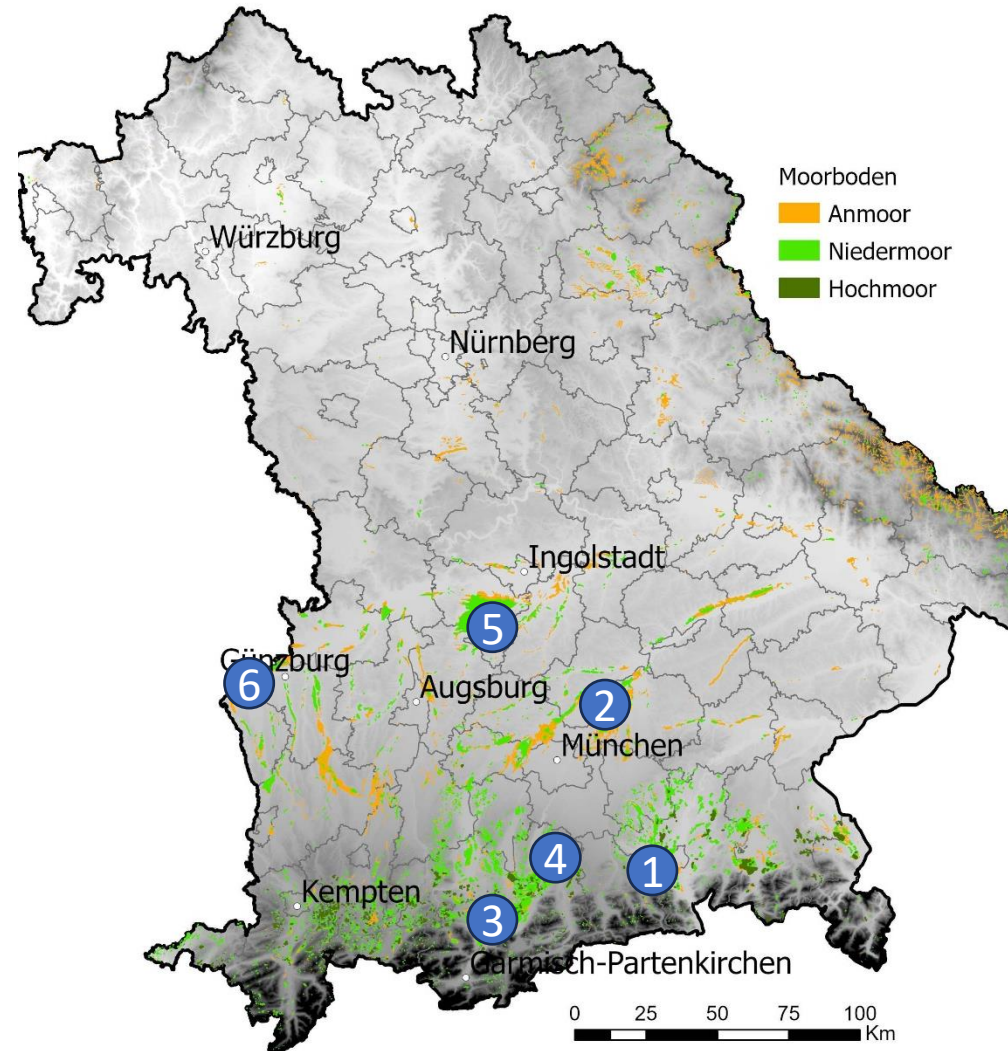 Moorboden
Anmoor
Niedermoor
Hochmoor
Würzburg
Nürnberg
Ingolstadt
5
Günzburg
6
Augsburg
2
München
4
1
Kempten
3
Garmisch-Partenkirchen
0 25 50 75 100
Km